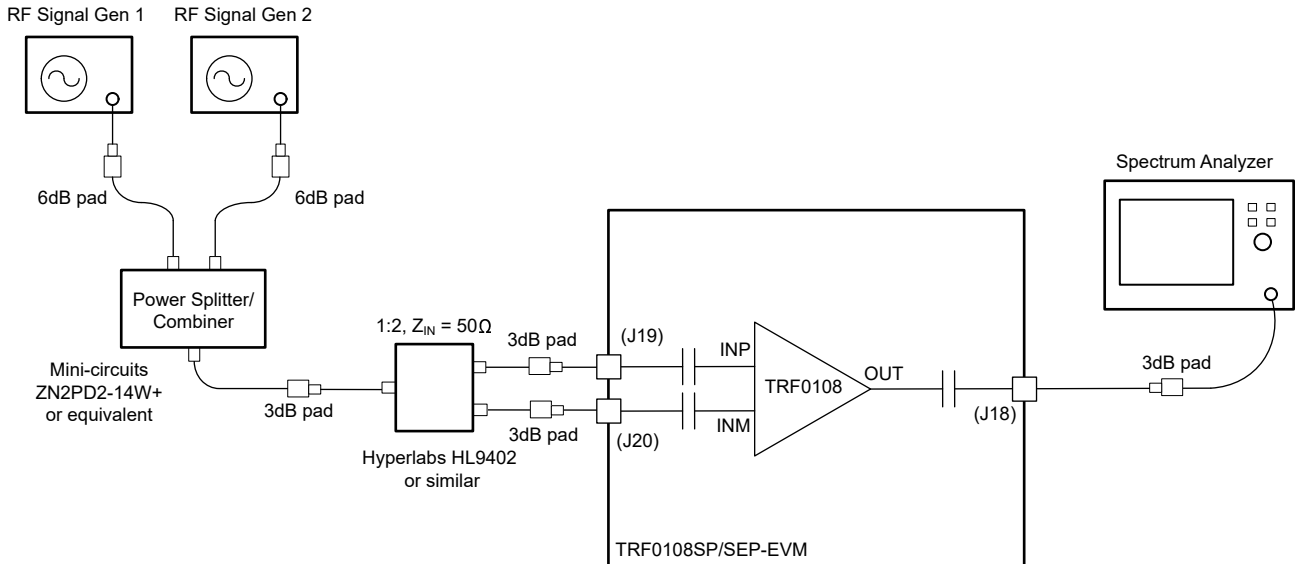 RF Signal Gen 1
RF Signal Gen 2
6dB pad
6dB pad
Power Splitter/
Combiner
Mini-circuits
ZN2PD2-14W+
or equivalent
3dB pad
1:2, Z_IN = 50Ω
Hyperlabs HL9402
or similar
3dB pad
3dB pad
(J19)
(J20)
INP
INM
TRF0108
OUT
(J18)
TRF0108SP/SEP-EVM
3dB pad
Spectrum Analyzer